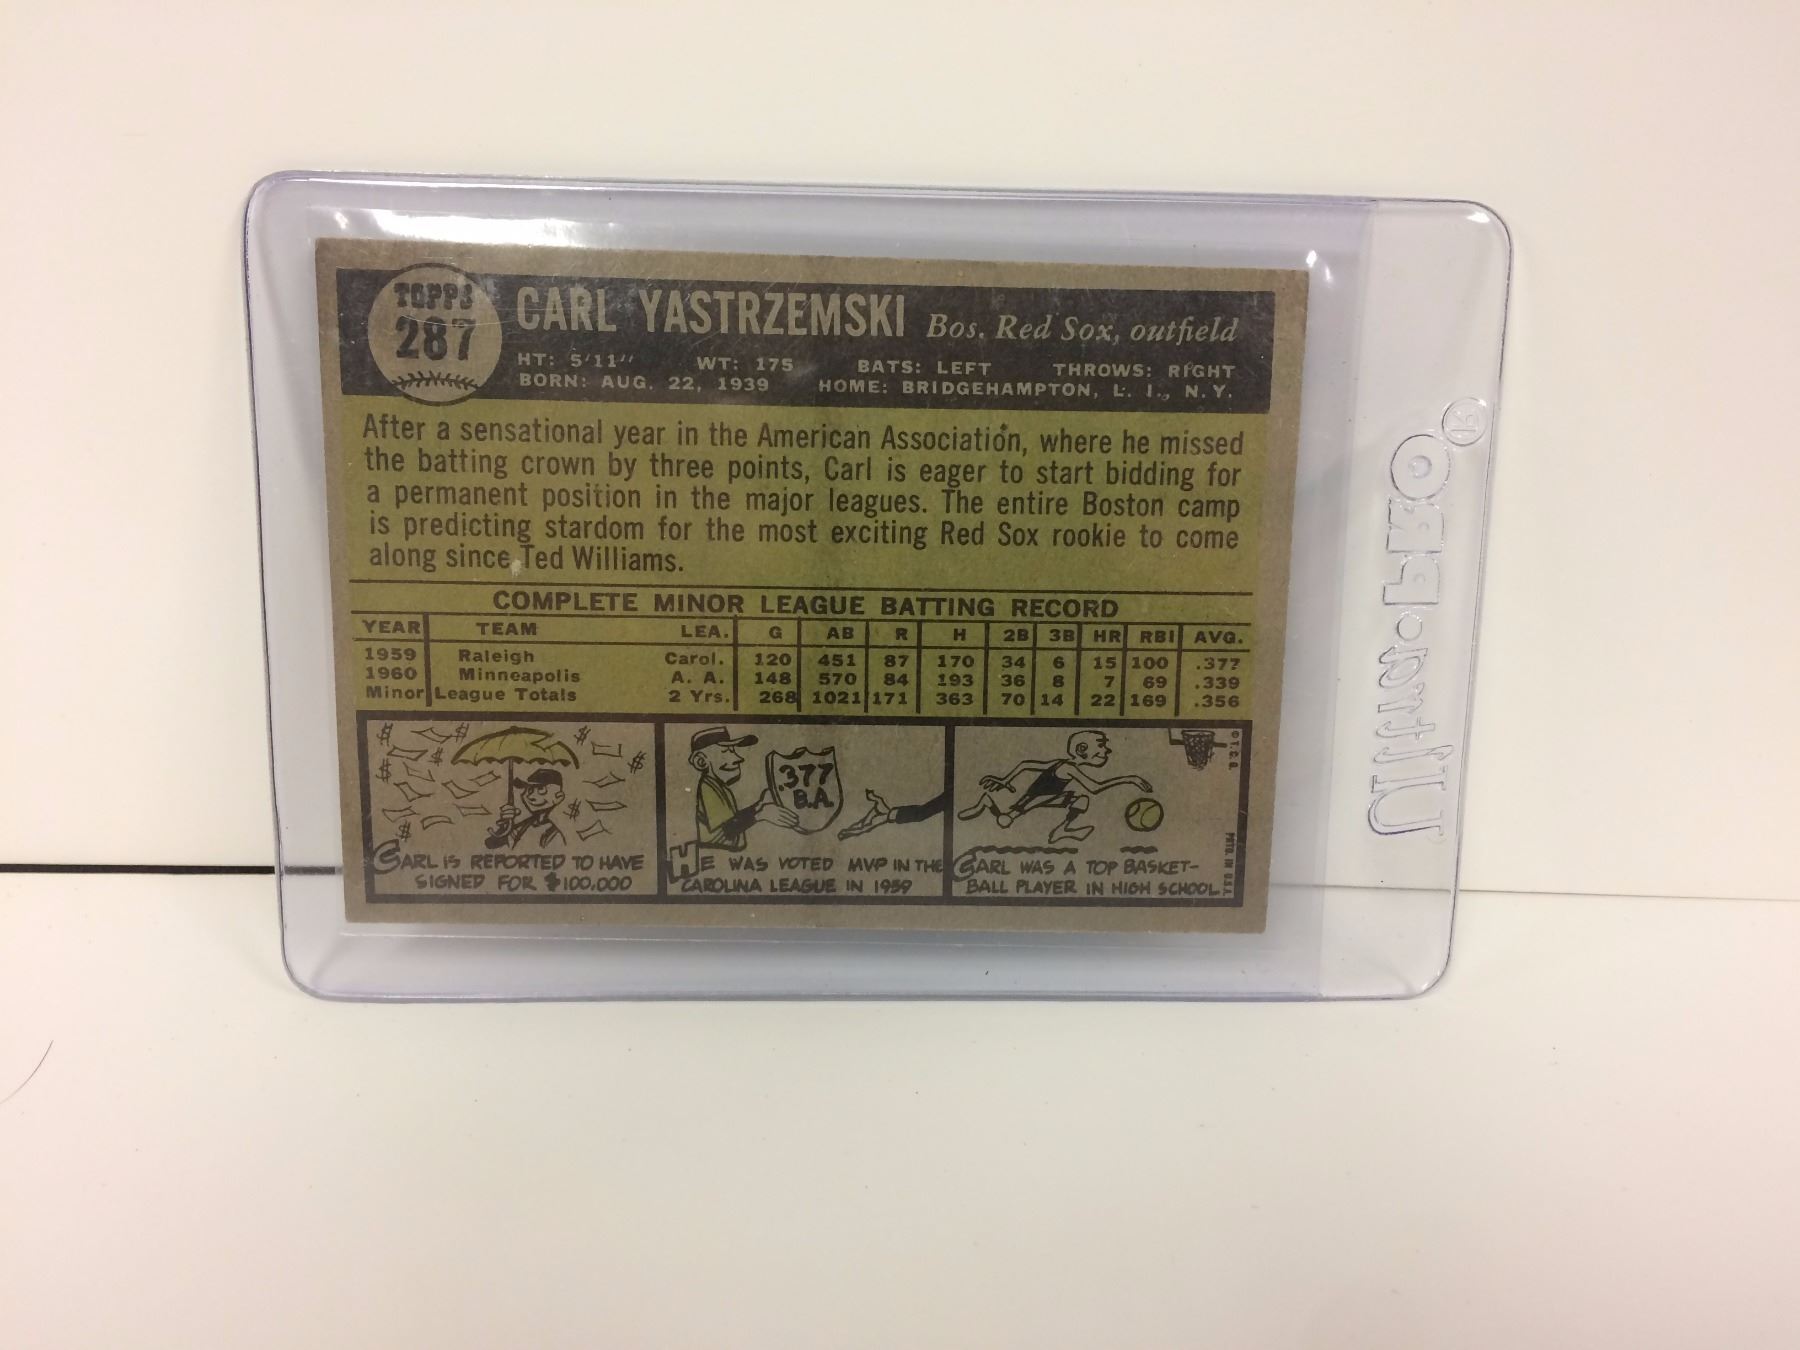 TOPPS
287
CARL YASTRZEMSKI Bos. Red Sox, outfield
HT: 5'11" WT: 175 BATS: LEFT THROWS: RIGHT
BORN: AUG. 22, 1939 HOME: BRIDGEHAMPTON, L. I., N. Y.
After a sensational year in the American Association, where he missed
the batting crown by three points, Carl is eager to start bidding for
a permanent position in the major leagues. The entire Boston camp
is predicting stardom for the most exciting Red Sox rookie to come
along since Ted Williams.
COMPLETE MINOR LEAGUE BATTING RECORD
YEAR TEAM LEA. G AB R H 2B 3B HR RBI AVG.
1959 Raleigh Carol. 120 451 87 170 34 6 15 100 .377
1960 Minneapolis A. A. 148 570 84 193 36 8 7 69 .339
Minor League Totals 2 Yrs. 268 1021 171 363 70 14 22 169 .356
CARL IS REPORTED TO HAVE
SIGNED FOR $100,000
.377
B.A.
HE WAS VOTED MVP IN THE
CAROLINA LEAGUE IN 1959
CARL WAS A TOP BASKET-
BALL PLAYER IN HIGH SCHOOL
© T. C. G.
PRTD. IN U.S.A.
ULTRA•PRO